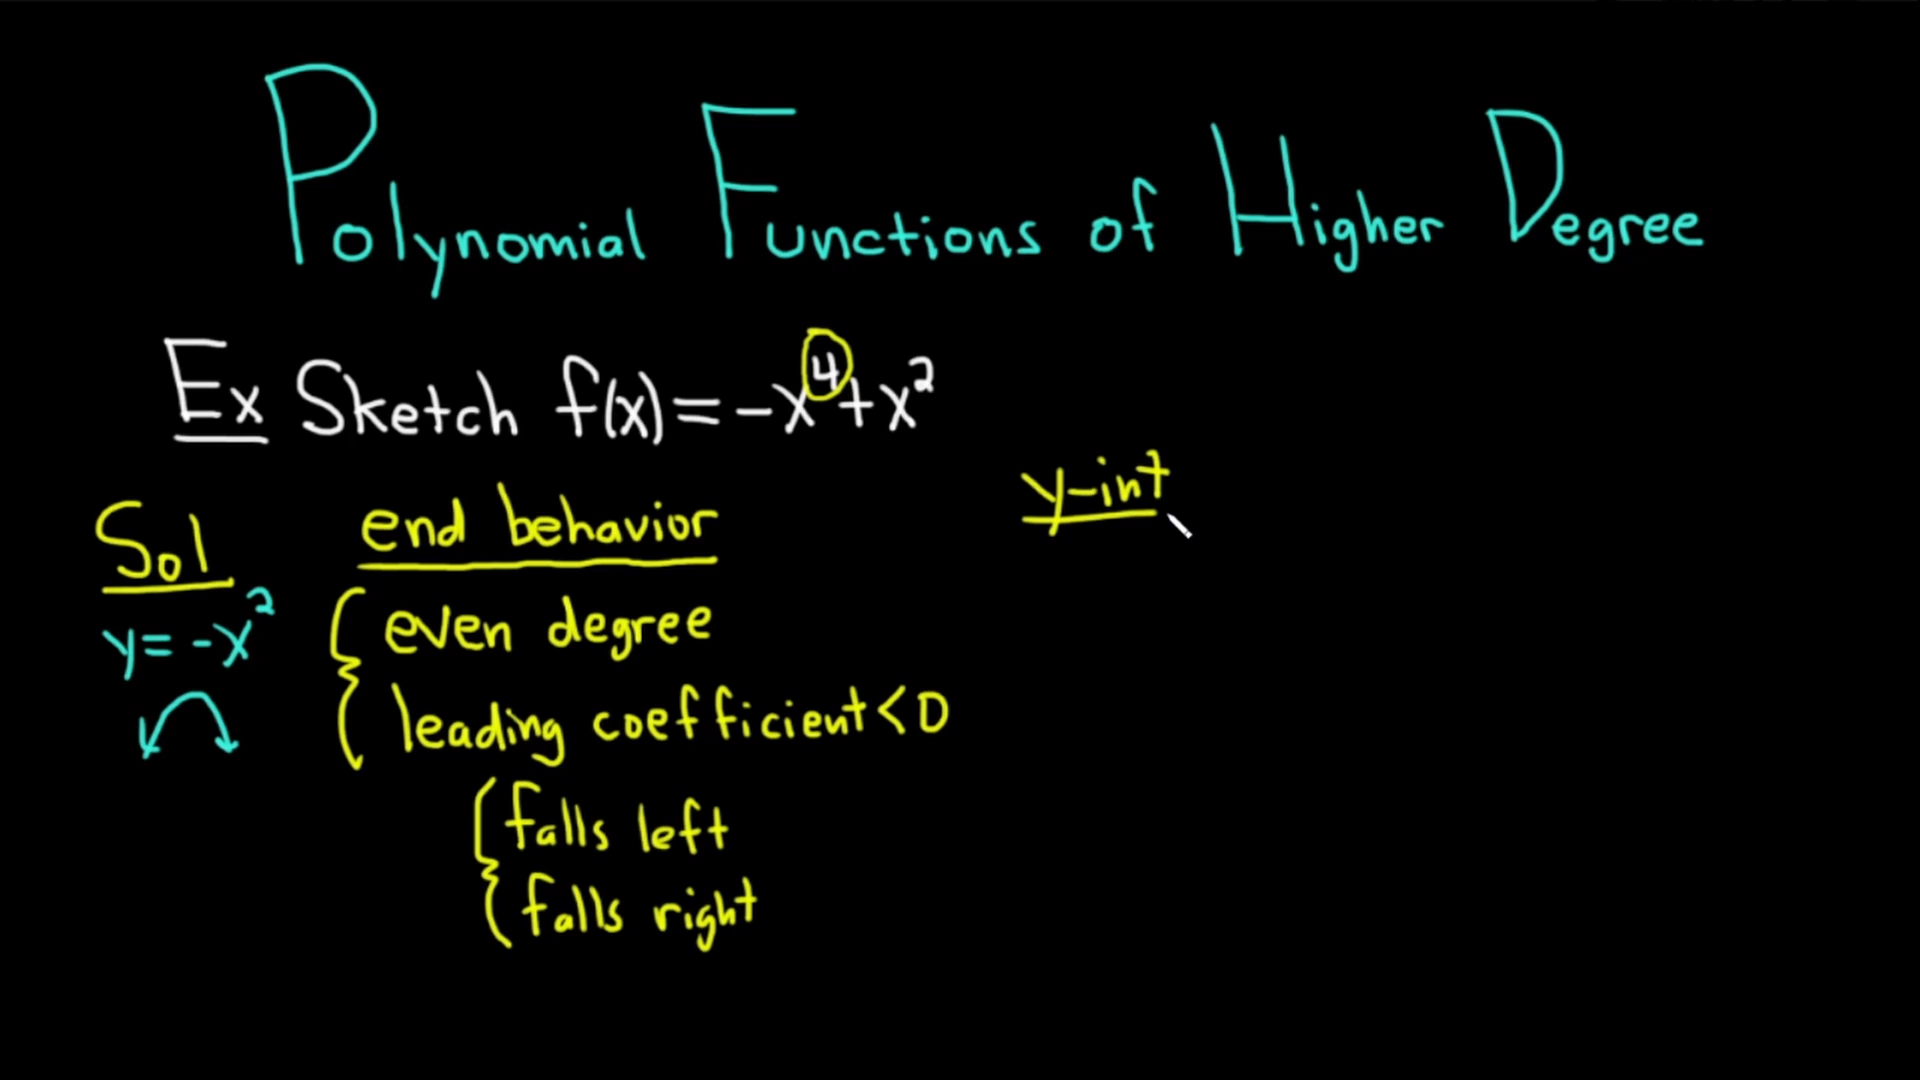 Polynomial Functions of Higher Degree
Ex Sketch f(x) = -x⁴ + x²
Sol
y = -x²
end behavior
even degree
leading coefficient < 0
falls left
falls right
y-int